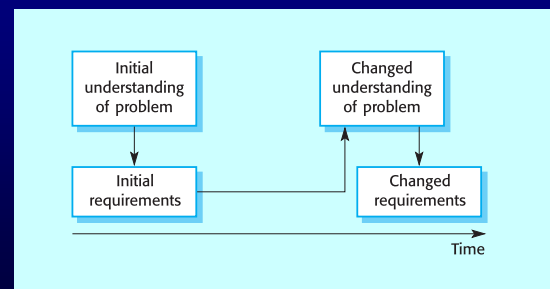 Initial
understanding
of problem
Changed
understanding
of problem
Initial
requirements
Changed
requirements
Time